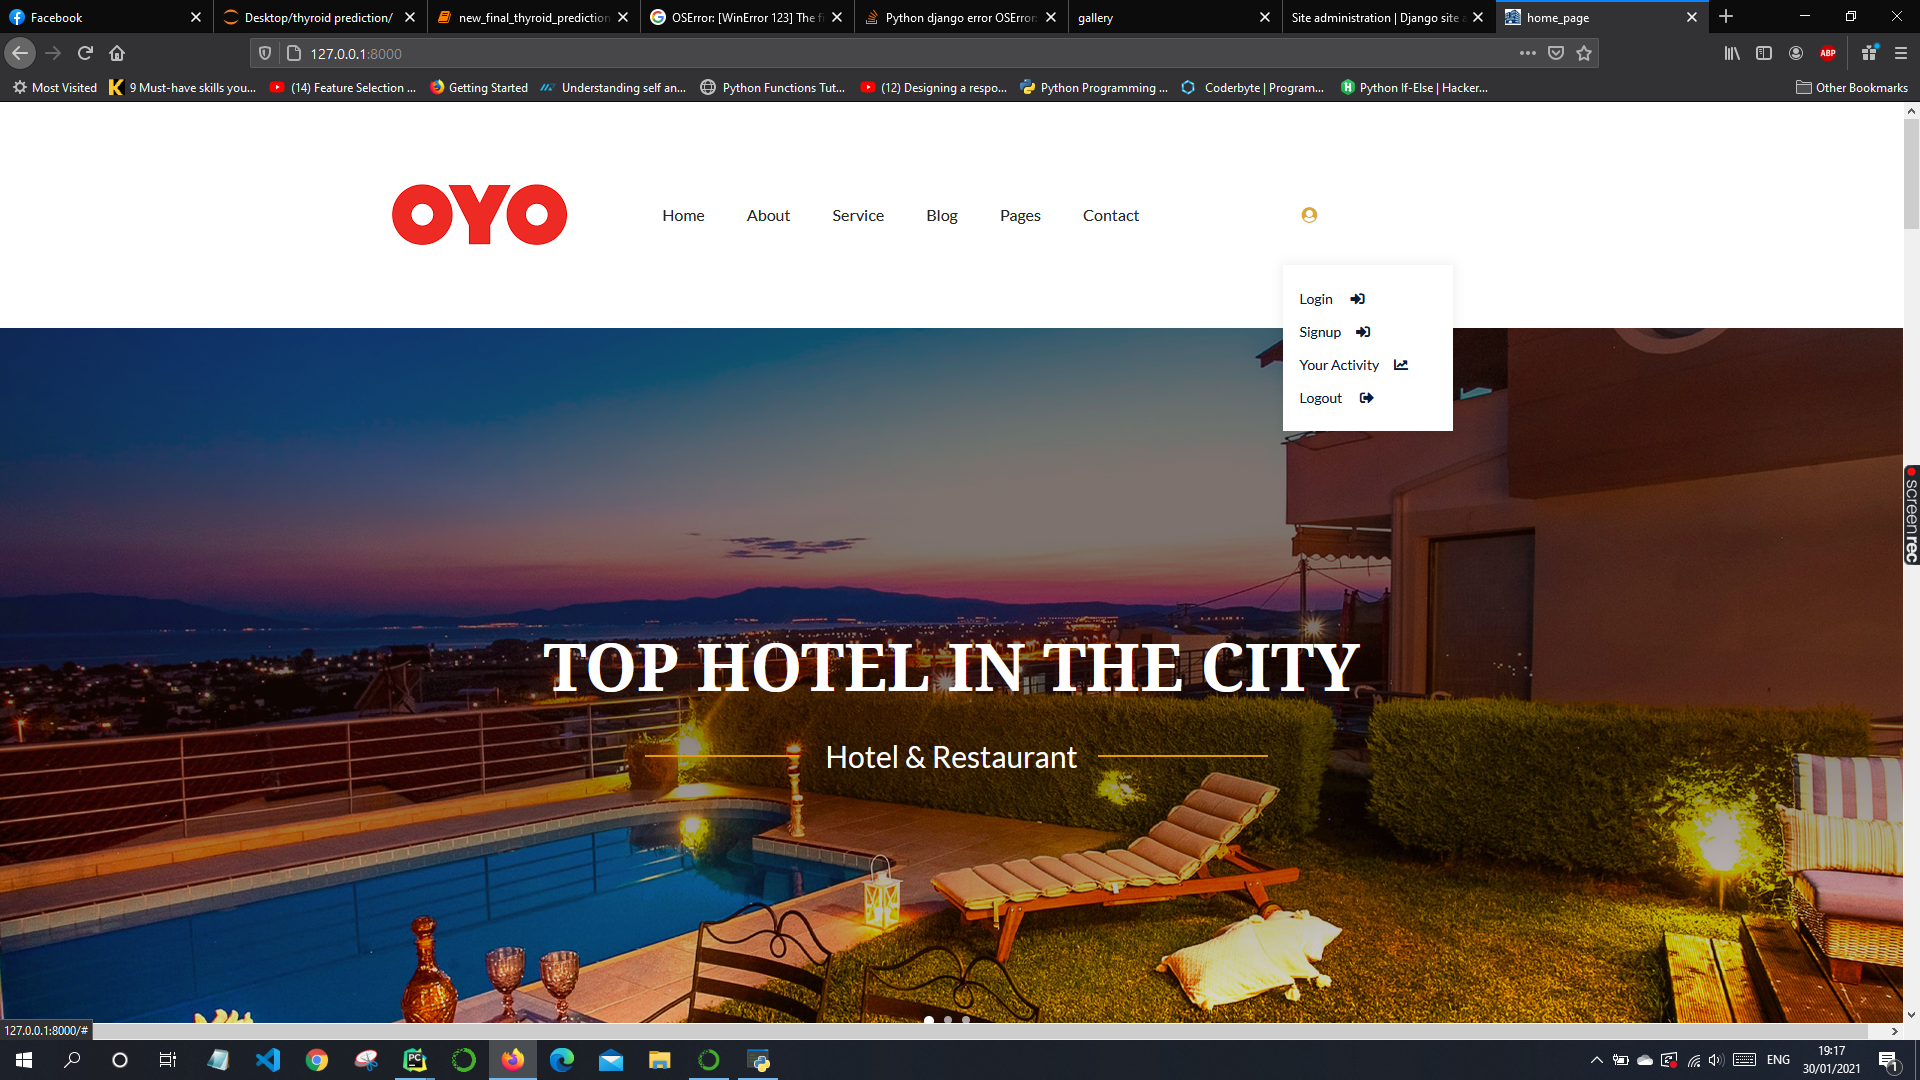 Facebook
Desktop/thyroid prediction/
new_final_thyroid_prediction
OSError: [WinError 123] The fi
Python django error OSError:
gallery
Site administration | Django site a
home_page
127.0.0.1:8000
ABP
Most Visited
9 Must-have skills you...
(14) Feature Selection ...
Getting Started
Understanding self an...
Python Functions Tut...
(12) Designing a respo...
Python Programming ...
Coderbyte | Program...
Python If-Else | Hacker...
Other Bookmarks
OYO
Home
About
Service
Blog
Pages
Contact
Login
Signup
Your Activity
Logout
screenrec
TOP HOTEL IN THE CITY
Hotel & Restaurant
127.0.0.1:8000/#
PC
ENG
19:17
30/01/2021
1